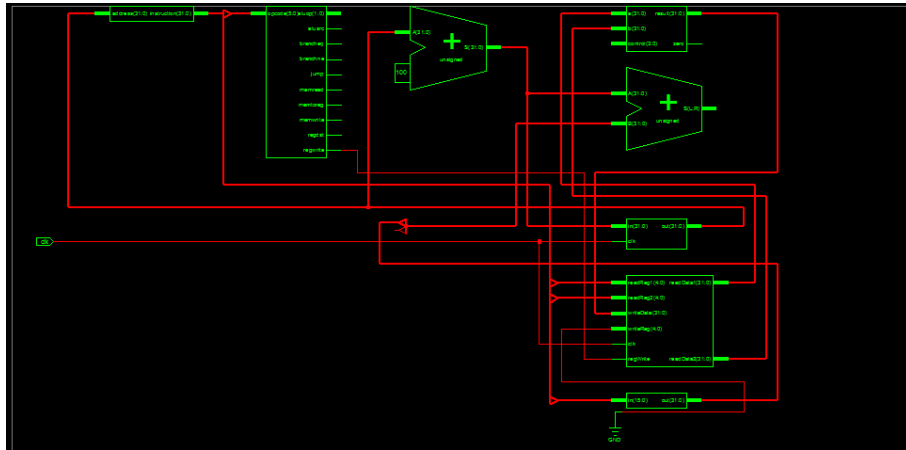 address(31:0) instruction(31:0)
opcode(5:0) aluop(1:0)
alusrc
brancheq
branchne
jump
memread
memtoreg
memwrite
regdst
regwrite
A(31:0)
+
S(31:0)
unsigned
100
a(31:0) result(31:0)
b(31:0)
control(3:0) zero
A(31:0)
+
unsigned
B(31:0)
clk
in(31:0) out(31:0)
clk
readReg1(4:0) readData1(31:0)
readReg2(4:0)
writeData(31:0)
writeReg(4:0)
clk
regWrite readData2(31:0)
in(15:0) out(31:0)
GND